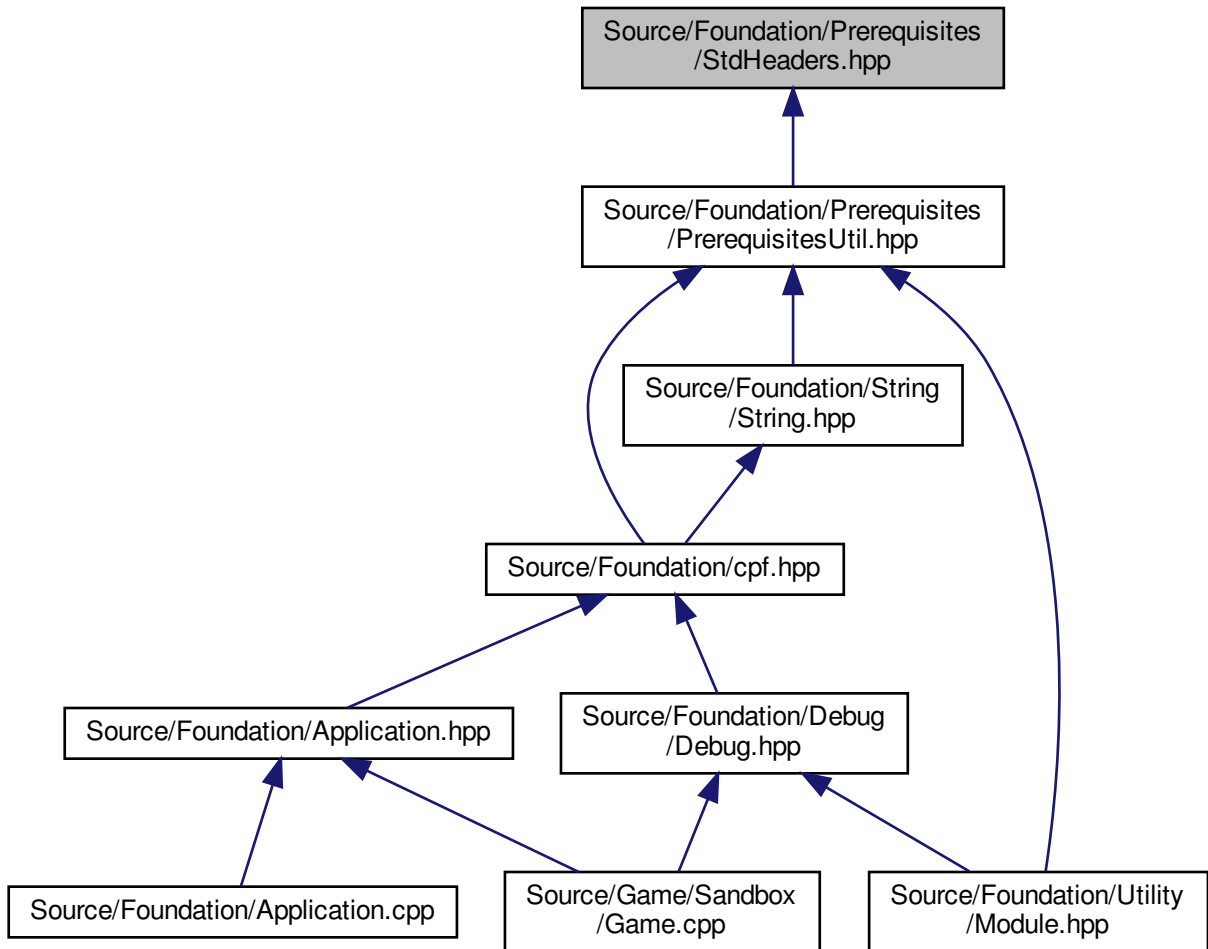 Source/Foundation/Prerequisites
/StdHeaders.hpp
Source/Foundation/Prerequisites
/PrerequisitesUtil.hpp
Source/Foundation/String
/String.hpp
Source/Foundation/cpf.hpp
Source/Foundation/Application.hpp
Source/Foundation/Debug
/Debug.hpp
Source/Foundation/Application.cpp
Source/Game/Sandbox
/Game.cpp
Source/Foundation/Utility
/Module.hpp